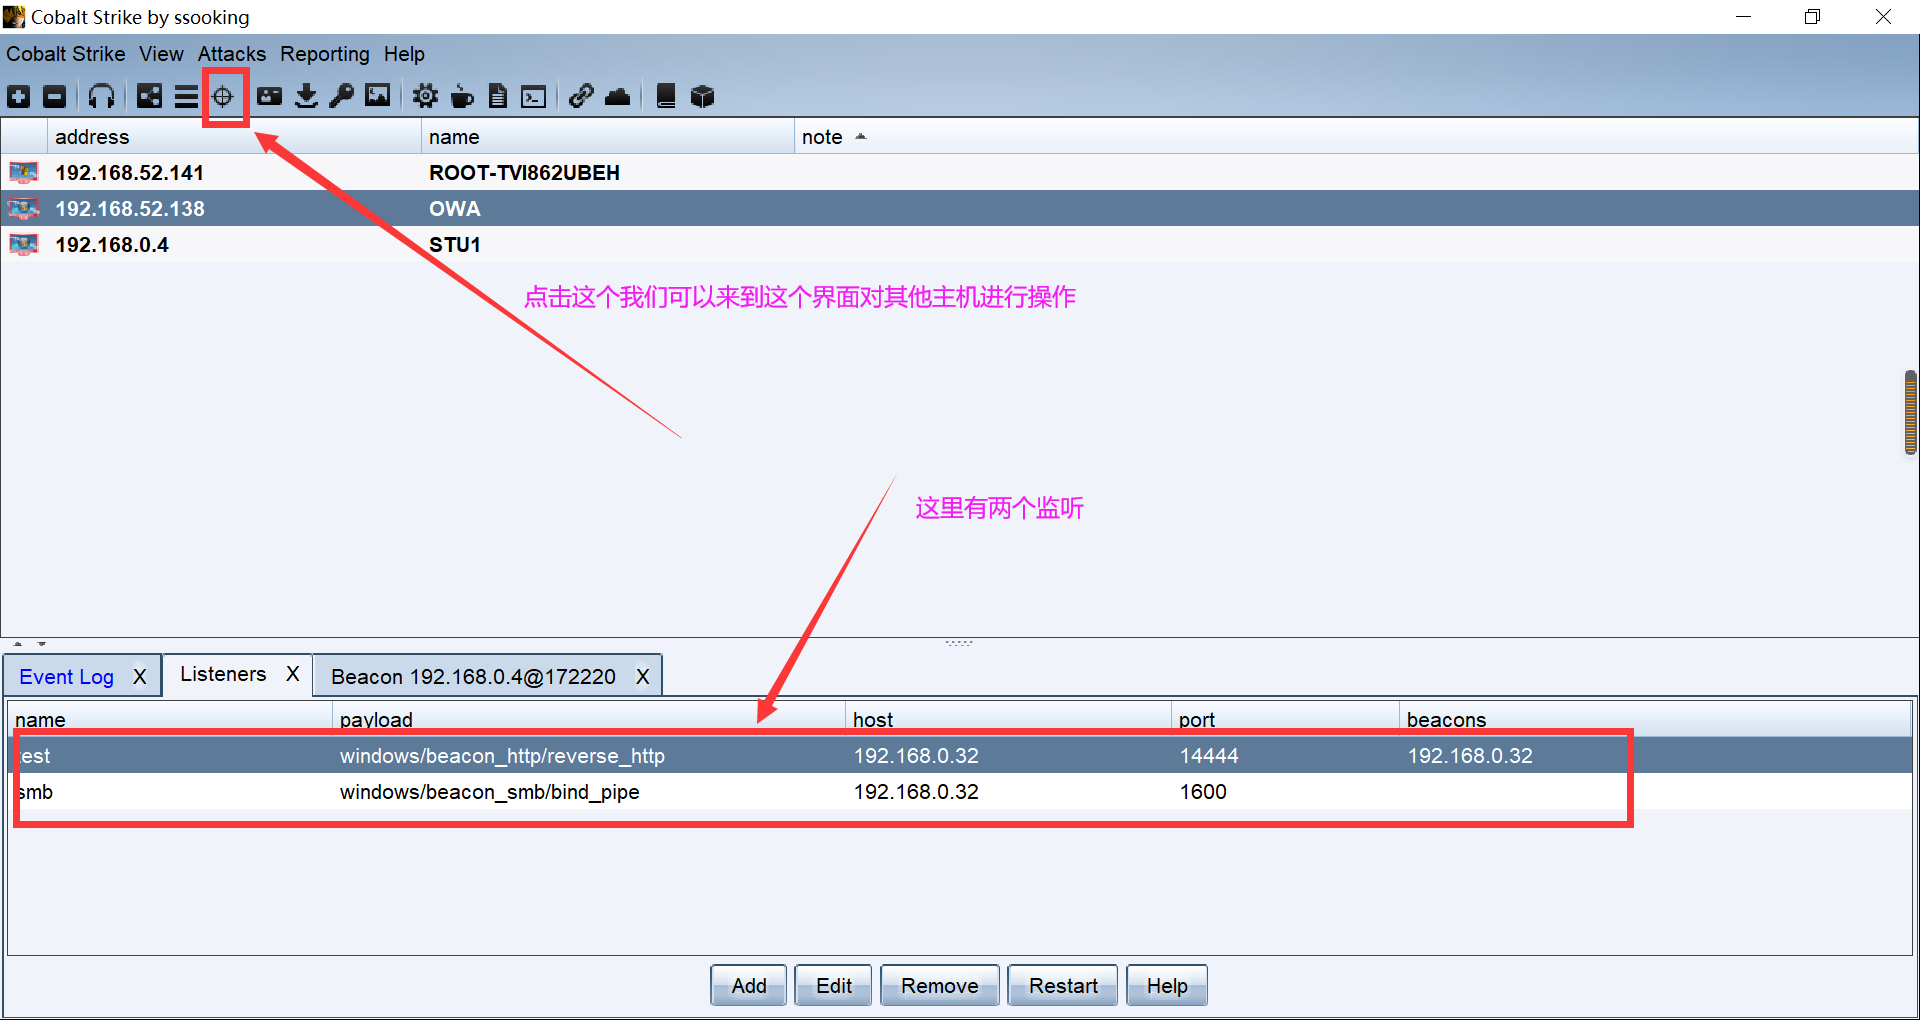 Cobalt Strike by ssooking
Cobalt Strike View Attacks Reporting Help
address name note
192.168.52.141 ROOT-TVI862UBEH
192.168.52.138 OWA
192.168.0.4 STU1
点击这个我们可以来到这个界面对其他主机进行操作
这里有两个监听
Event Log X Listeners X Beacon 192.168.0.4@172220 X
name payload host port beacons
test windows/beacon_http/reverse_http 192.168.0.32 14444 192.168.0.32
smb windows/beacon_smb/bind_pipe 192.168.0.32 1600
Add Edit Remove Restart Help